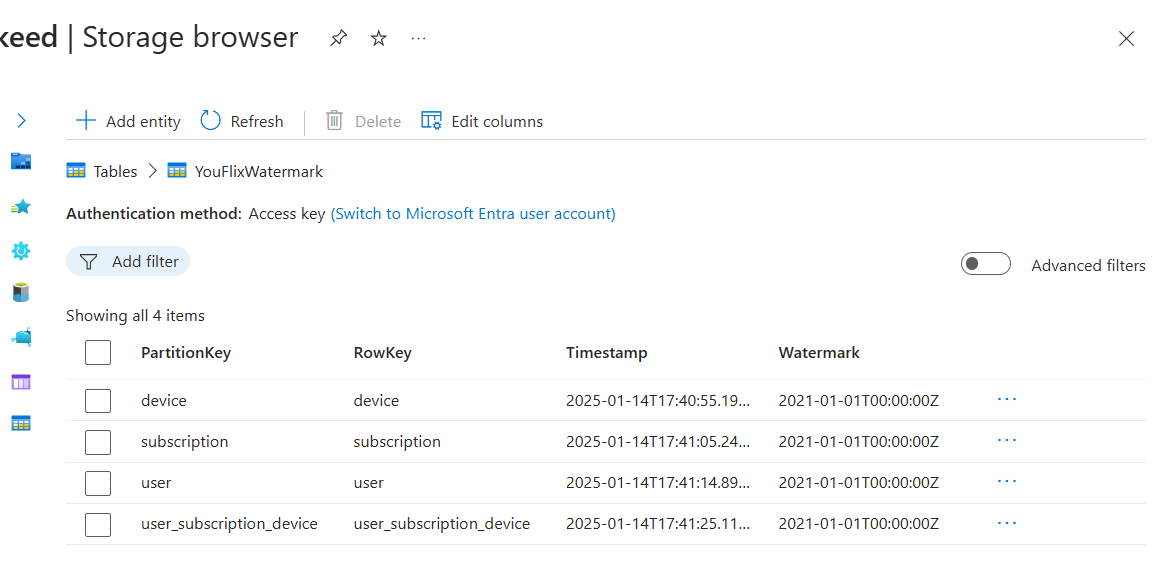 keed | Storage browser
Add entity Refresh Delete Edit columns
Tables > YouFlixWatermark
Authentication method: Access key (Switch to Microsoft Entra user account)
Add filter
Advanced filters
Showing all 4 items
PartitionKey RowKey Timestamp Watermark
device device 2025-01-14T17:40:55.19... 2021-01-01T00:00:00Z
subscription subscription 2025-01-14T17:41:05.24... 2021-01-01T00:00:00Z
user user 2025-01-14T17:41:14.89... 2021-01-01T00:00:00Z
user_subscription_device user_subscription_device 2025-01-14T17:41:25.11... 2021-01-01T00:00:00Z